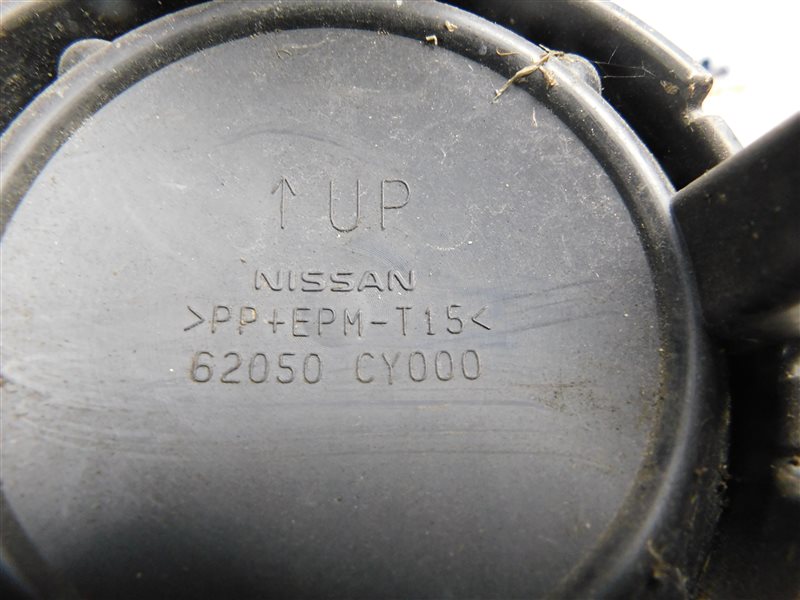 ↑ UP
NISSAN
>PP+EPM-T15<
62050 CY000